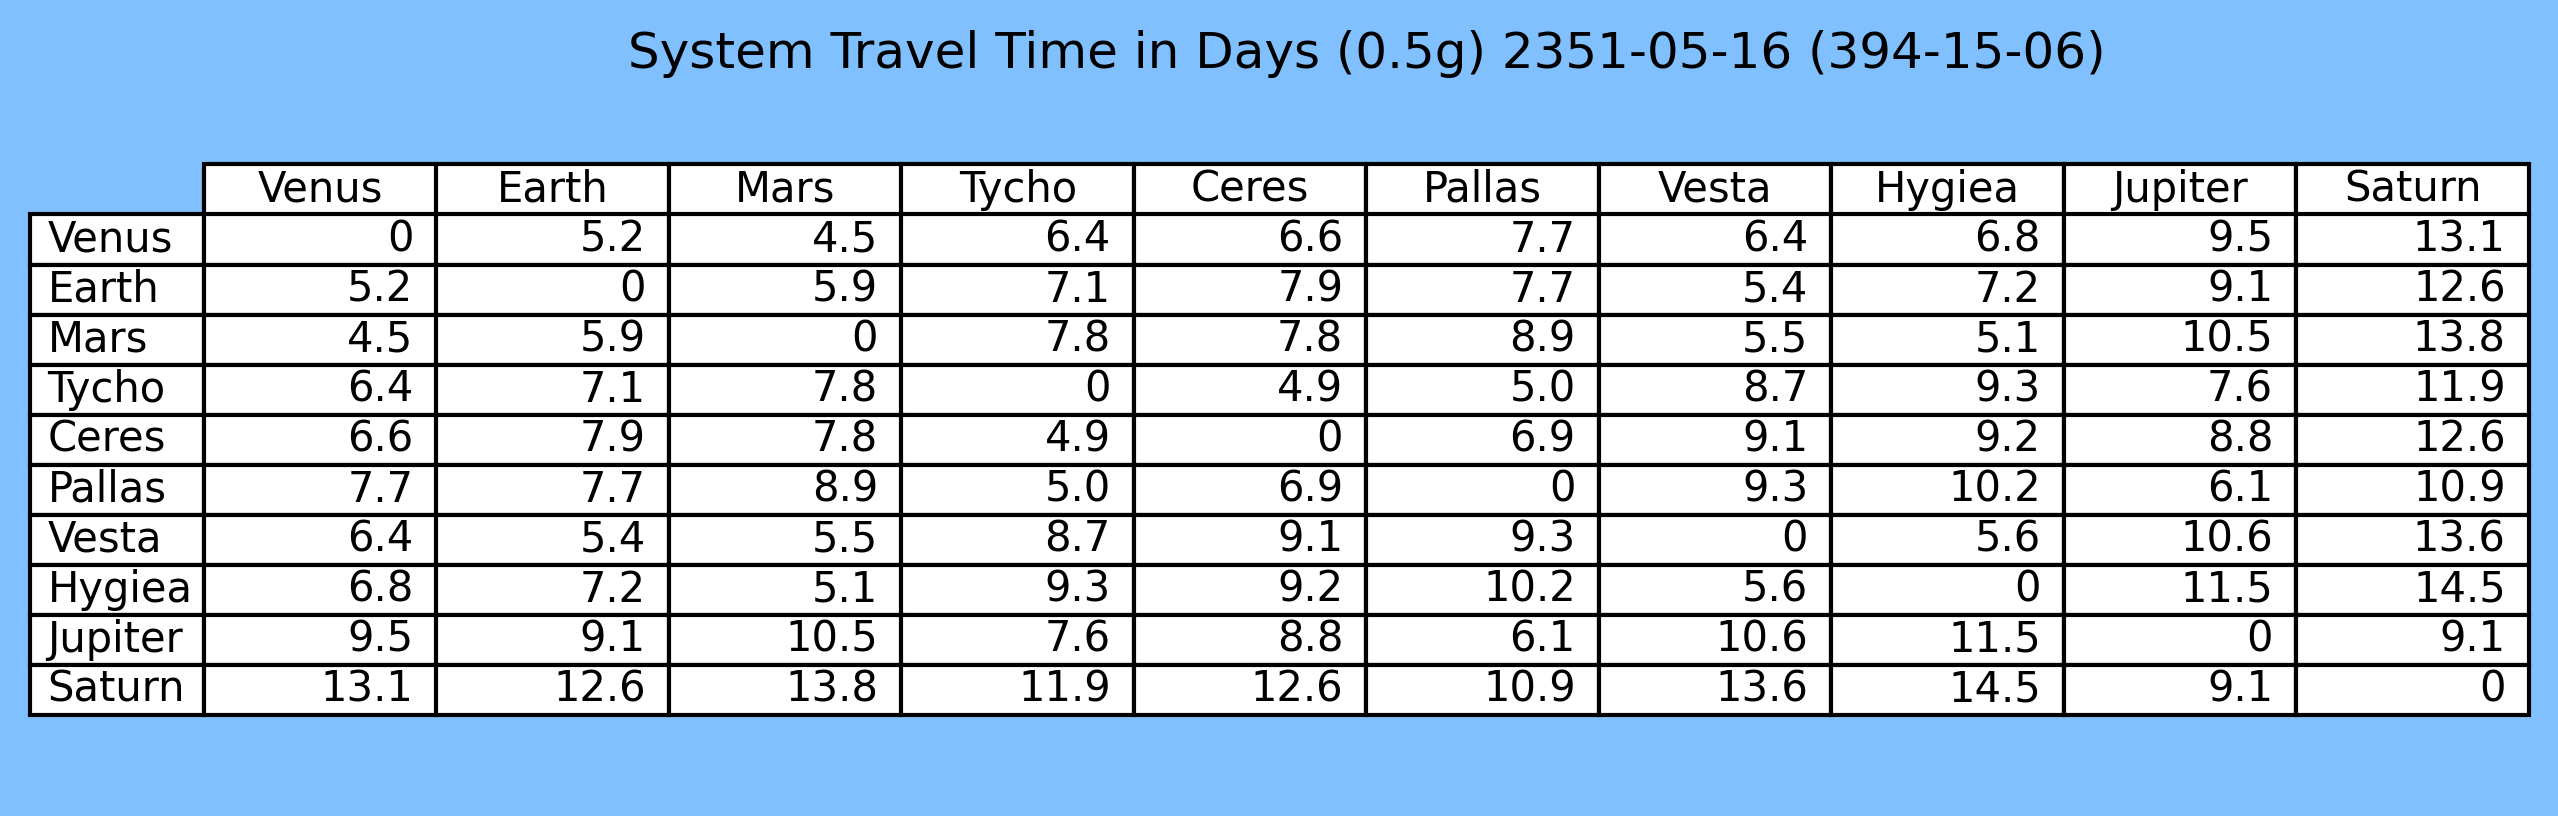 System Travel Time in Days (0.5g) 2351-05-16 (394-15-06)
Venus Earth Mars Tycho Ceres Pallas Vesta Hygiea Jupiter Saturn
Venus 0 5.2 4.5 6.4 6.6 7.7 6.4 6.8 9.5 13.1
Earth 5.2 0 5.9 7.1 7.9 7.7 5.4 7.2 9.1 12.6
Mars 4.5 5.9 0 7.8 7.8 8.9 5.5 5.1 10.5 13.8
Tycho 6.4 7.1 7.8 0 4.9 5.0 8.7 9.3 7.6 11.9
Ceres 6.6 7.9 7.8 4.9 0 6.9 9.1 9.2 8.8 12.6
Pallas 7.7 7.7 8.9 5.0 6.9 0 9.3 10.2 6.1 10.9
Vesta 6.4 5.4 5.5 8.7 9.1 9.3 0 5.6 10.6 13.6
Hygiea 6.8 7.2 5.1 9.3 9.2 10.2 5.6 0 11.5 14.5
Jupiter 9.5 9.1 10.5 7.6 8.8 6.1 10.6 11.5 0 9.1
Saturn 13.1 12.6 13.8 11.9 12.6 10.9 13.6 14.5 9.1 0